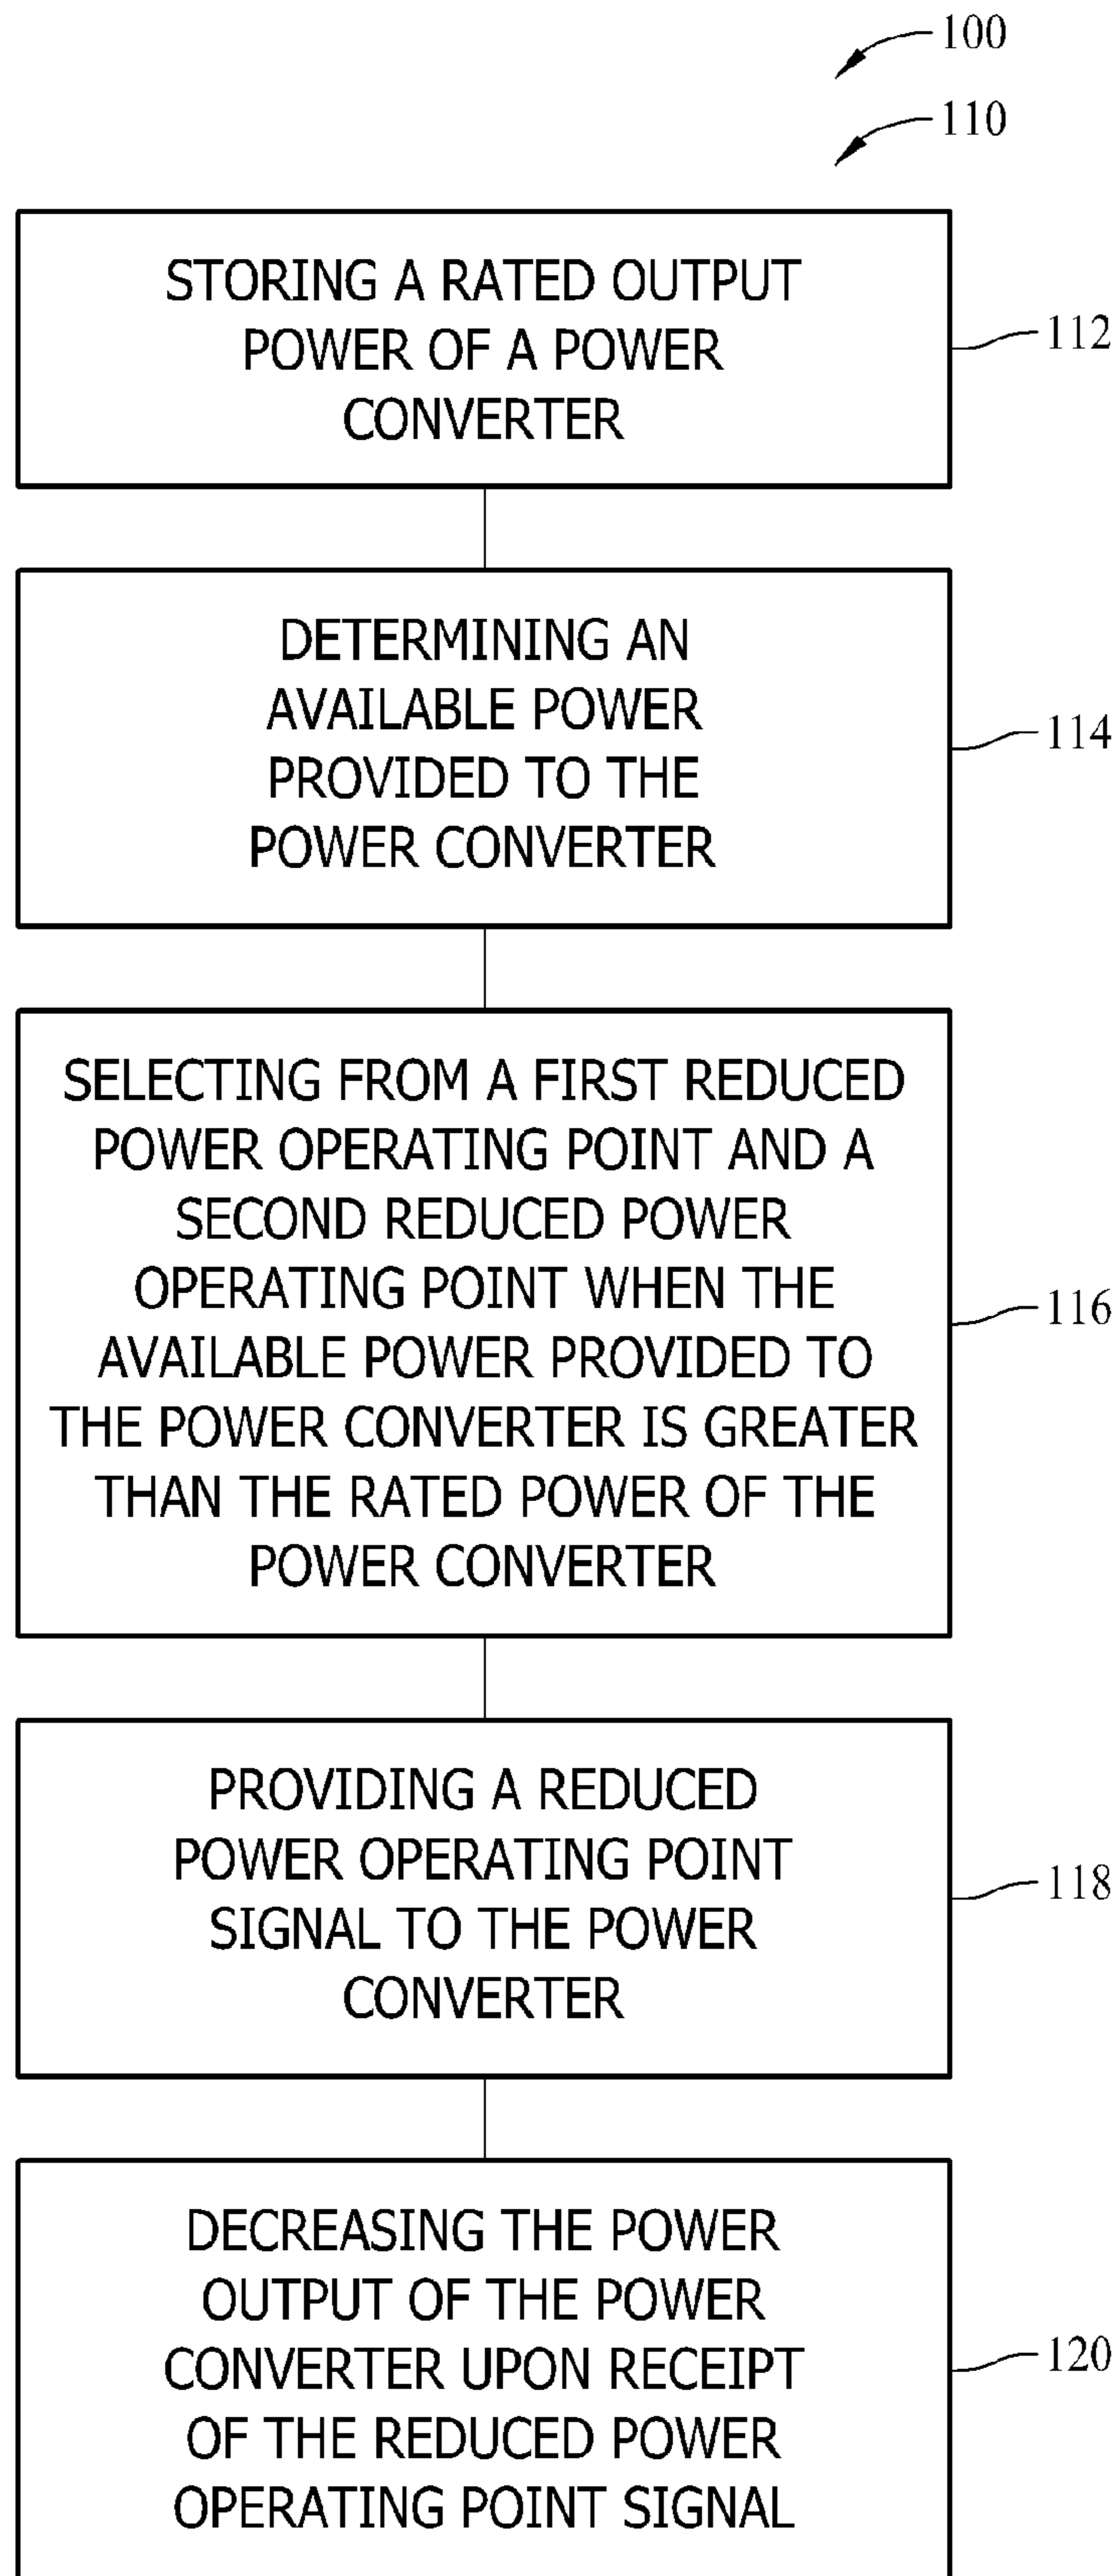 100
110
STORING A RATED OUTPUT
POWER OF A POWER
CONVERTER
112
DETERMINING AN
AVAILABLE POWER
PROVIDED TO THE
POWER CONVERTER
114
SELECTING FROM A FIRST REDUCED
POWER OPERATING POINT AND A
SECOND REDUCED POWER
OPERATING POINT WHEN THE
AVAILABLE POWER PROVIDED TO
THE POWER CONVERTER IS GREATER
THAN THE RATED POWER OF THE
POWER CONVERTER
116
PROVIDING A REDUCED
POWER OPERATING POINT
SIGNAL TO THE POWER
CONVERTER
118
DECREASING THE POWER
OUTPUT OF THE POWER
CONVERTER UPON RECEIPT
OF THE REDUCED POWER
OPERATING POINT SIGNAL
120